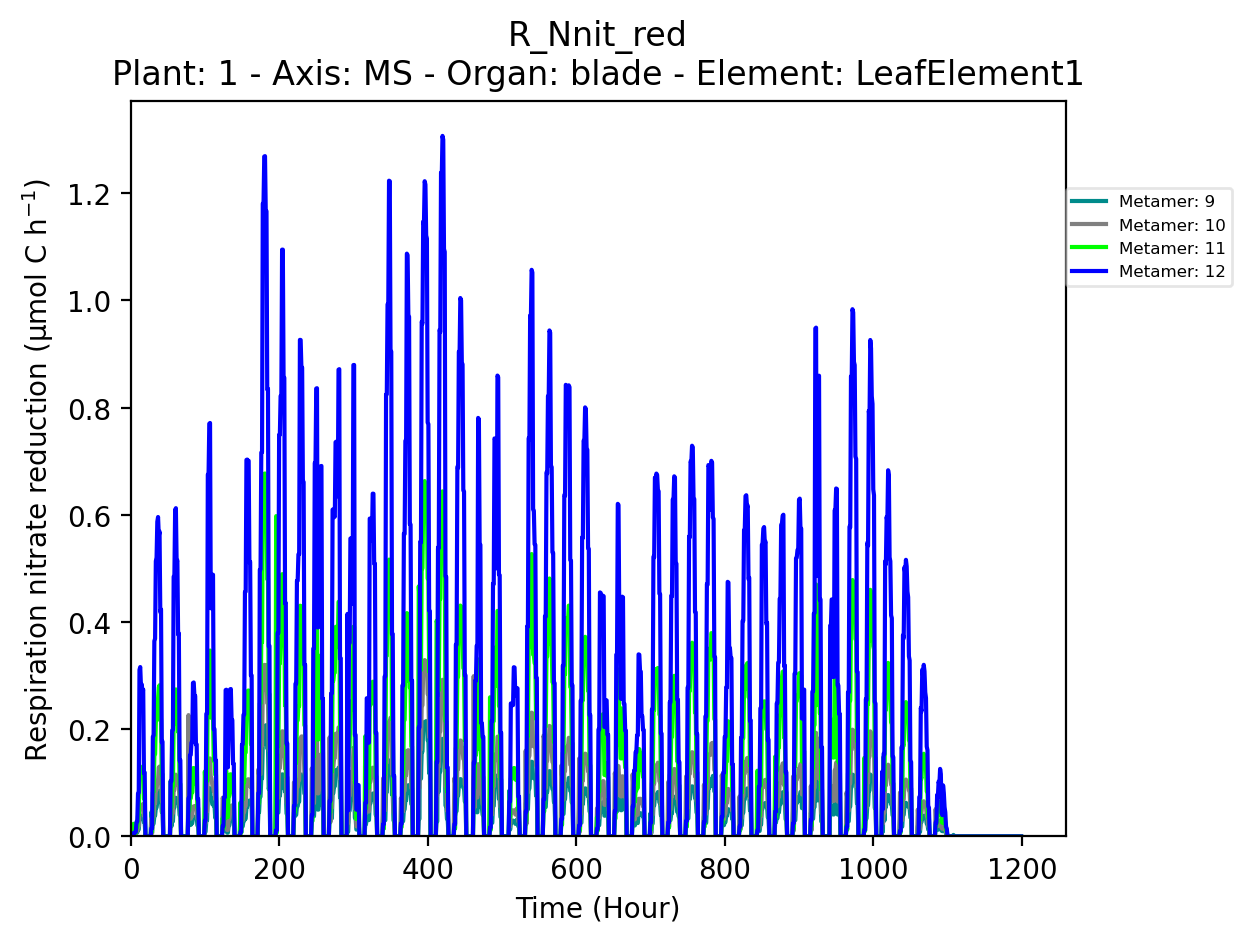 R_Nnit_red
Plant: 1 - Axis: MS - Organ: blade - Element: LeafElement1
Respiration nitrate reduction (µmol C h⁻¹)
1.2
1.0
0.8
0.6
0.4
0.2
0.0
0 200 400 600 800 1000 1200
Time (Hour)
Metamer: 9
Metamer: 10
Metamer: 11
Metamer: 12